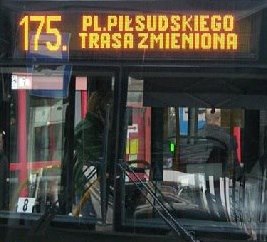 175. PL.PIŁSUDSKIEGO
TRASA ZMIENIONA